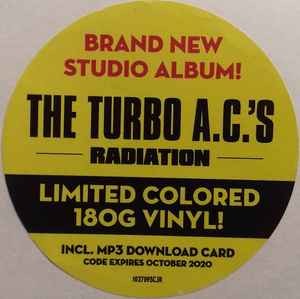 BRAND NEW
STUDIO ALBUM!
THE TURBO A.C.'S
RADIATION
LIMITED COLORED
180G VINYL!
INCL. MP3 DOWNLOAD CARD
CODE EXPIRES OCTOBER 2020